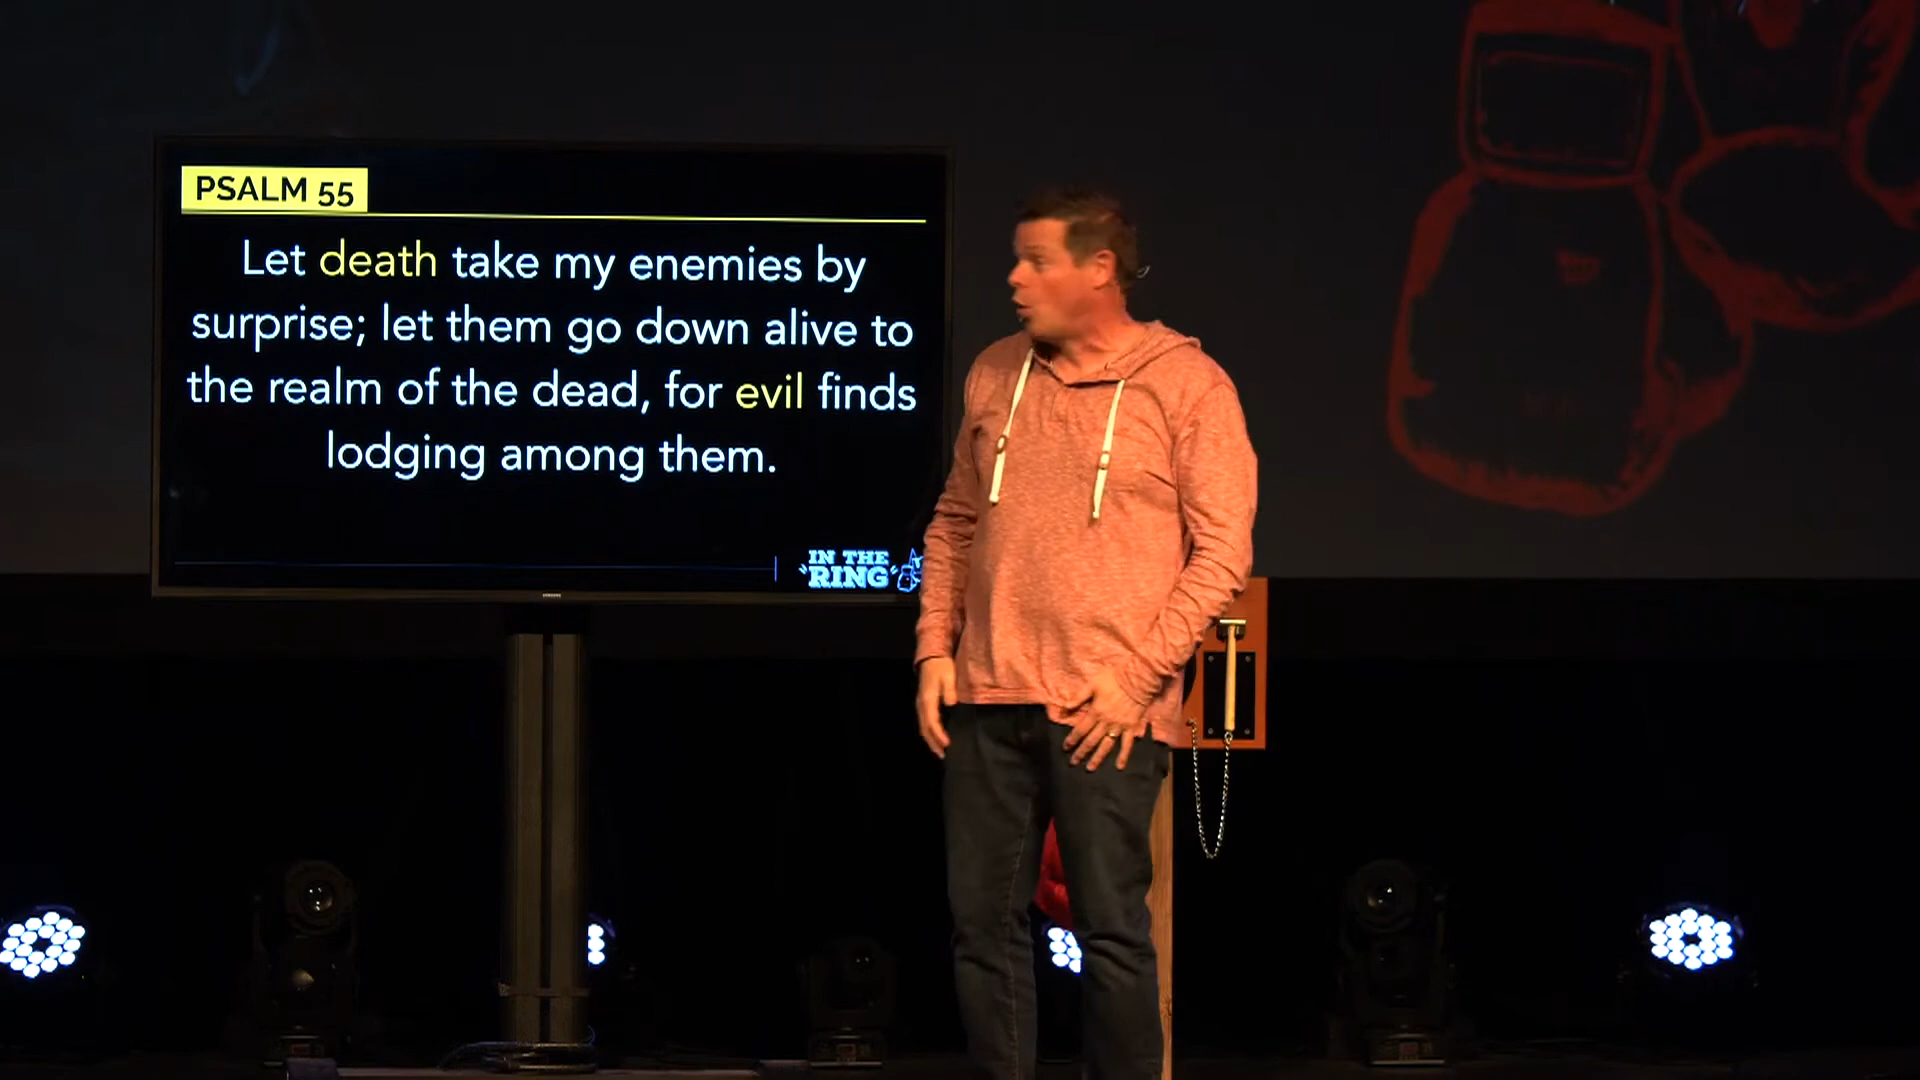 PSALM 55
Let death take my enemies by
surprise; let them go down alive to
the realm of the dead, for evil finds
lodging among them.
IN THE
RING
SAMSUNG